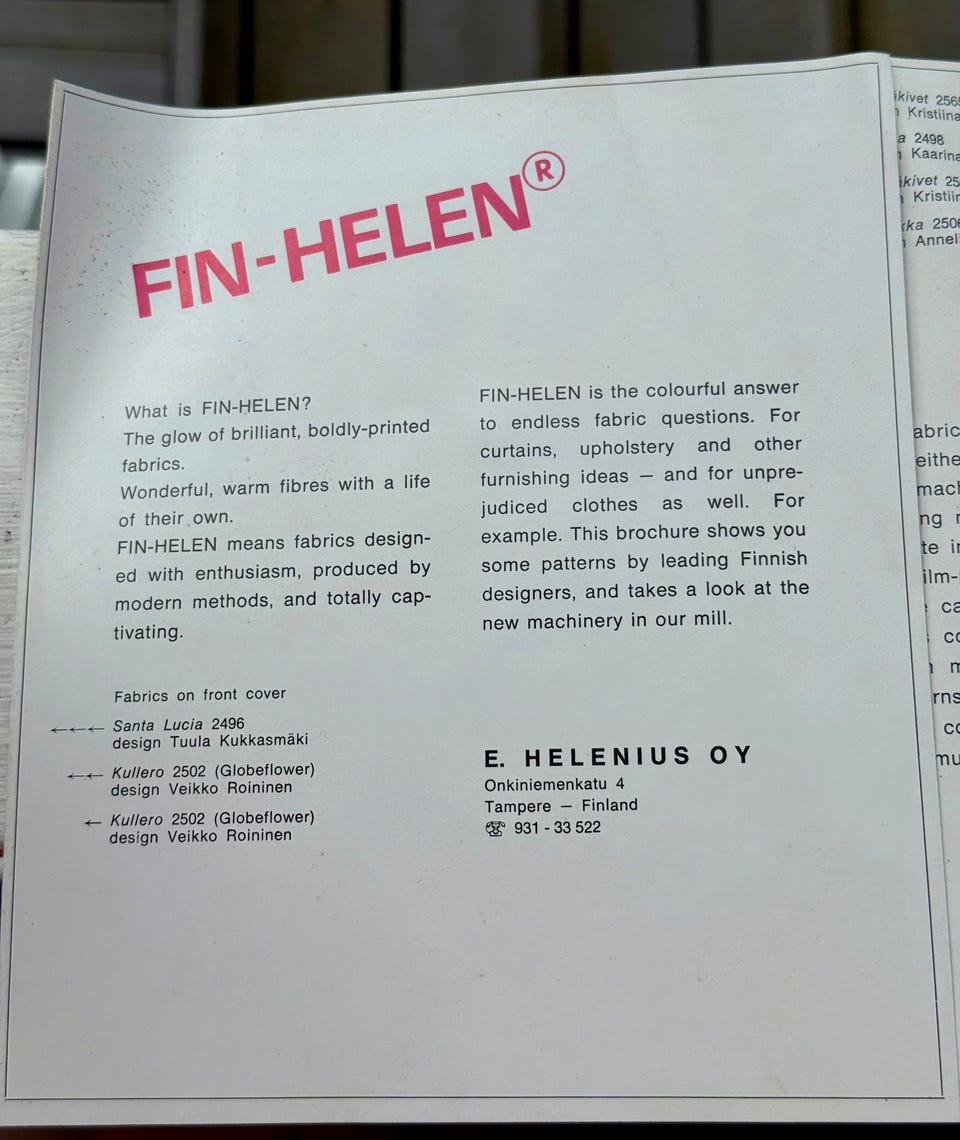 FIN-HELEN®
What is FIN-HELEN?
The glow of brilliant, boldly-printed
fabrics.
Wonderful, warm fibres with a life
of their own.
FIN-HELEN means fabrics design-
ed with enthusiasm, produced by
modern methods, and totally cap-
tivating.
Fabrics on front cover
←←← Santa Lucia 2496
design Tuula Kukkasmäki
←← Kullero 2502 (Globeflower)
design Veikko Roininen
← Kullero 2502 (Globeflower)
design Veikko Roininen
FIN-HELEN is the colourful answer
to endless fabric questions. For
curtains, upholstery and other
furnishing ideas — and for unpre-
judiced clothes as well. For
example. This brochure shows you
some patterns by leading Finnish
designers, and takes a look at the
new machinery in our mill.
E. HELENIUS OY
Onkiniemenkatu 4
Tampere — Finland
☏ 931 - 33 522
2498
Kaarina
Kristiina